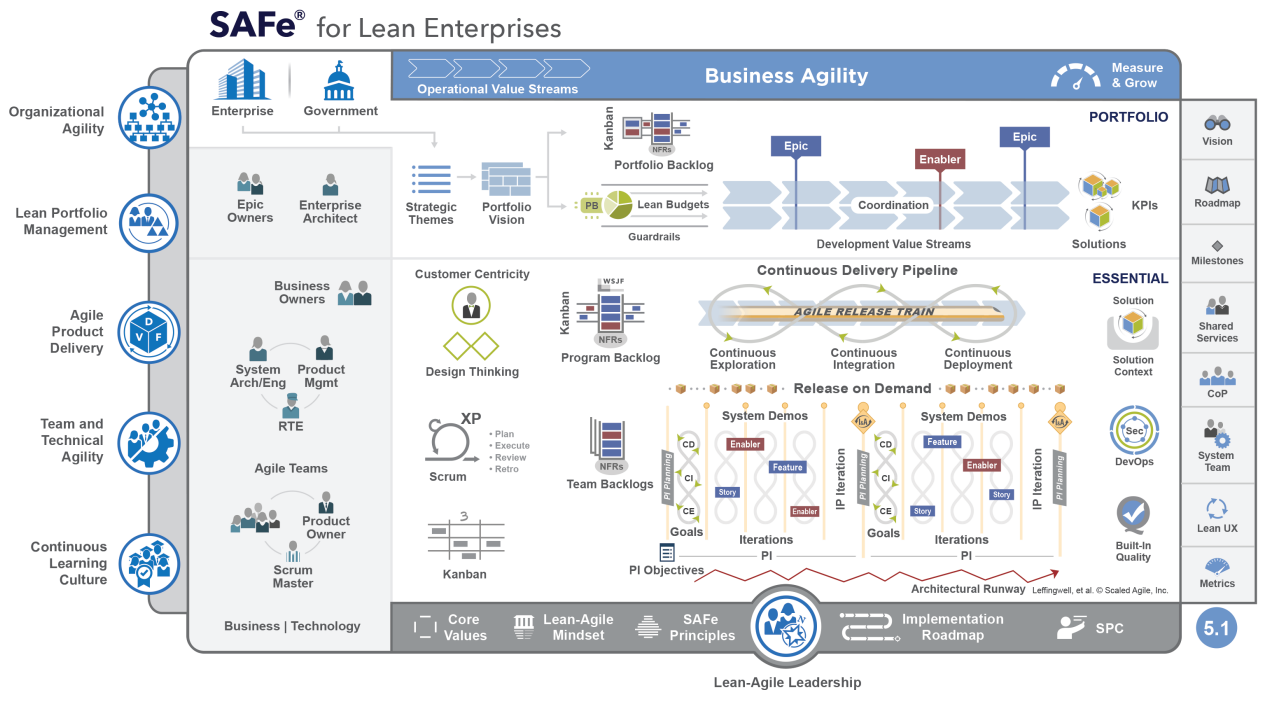 SAFe® for Lean Enterprises
Organizational
Agility
Lean Portfolio
Management
Agile
Product
Delivery
D
V F
Team and
Technical
Agility
Continuous
Learning
Culture
Enterprise
Government
Operational Value Streams
Business Agility
Measure
& Grow
PORTFOLIO
Epic
Owners
Enterprise
Architect
Strategic
Themes
Portfolio
Vision
Kanban
NFRs
Portfolio Backlog
PB
Lean Budgets
Guardrails
Epic
Enabler
Epic
Coordination
Development Value Streams
KPIs
Solutions
ESSENTIAL
Business
Owners
System
Arch/Eng
Product
Mgmt
RTE
Agile Teams
Product
Owner
Scrum
Master
Business | Technology
Customer Centricity
Design Thinking
Kanban
WSJF
NFRs
Program Backlog
Continuous Delivery Pipeline
AGILE RELEASE TRAIN
Continuous
Exploration
Continuous
Integration
Continuous
Deployment
Solution
Solution
Context
Release on Demand
XP
• Plan
• Execute
• Review
• Retro
Scrum
NFRs
Team Backlogs
3
Kanban
System Demos
PI Planning
CD
CI
CE
Goals
Enabler
Feature
Story
Enabler
Iterations
IP Iteration
I&A
PI Planning
System Demos
CD
CI
CE
Goals
Feature
Enabler
Story
Story
Iterations
IP Iteration
I&A
PI Planning
PI
PI
PI Objectives
Architectural Runway
Leffingwell, et al. © Scaled Agile, Inc.
Sec
DevOps
Built-In
Quality
Vision
Roadmap
Milestones
Shared
Services
CoP
System
Team
Lean UX
Metrics
5.1
Core
Values
Lean-Agile
Mindset
SAFe
Principles
N
Implementation
Roadmap
SPC
Lean-Agile Leadership